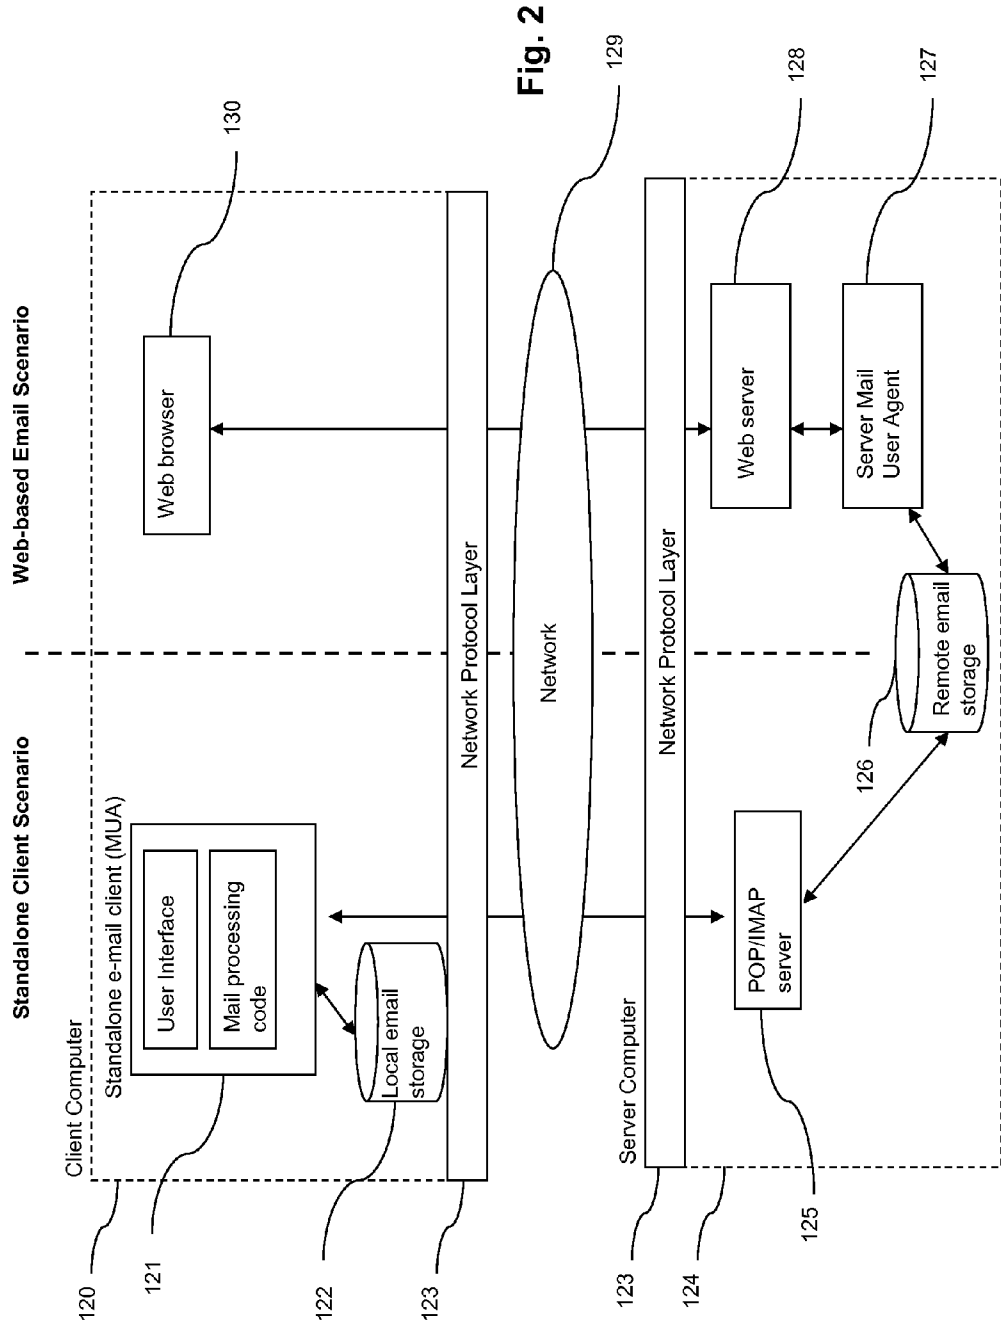 Standalone Client Scenario
Web-based Email Scenario
Client Computer
120
Standalone e-mail client (MUA)
User Interface
Mail processing
code
121
Web browser
130
Local email
storage
122
Network Protocol Layer
123
Network
129
Fig. 2
Server Computer
Network Protocol Layer
123
124
POP/IMAP
server
125
Web server
128
Server Mail
User Agent
127
Remote email
storage
126